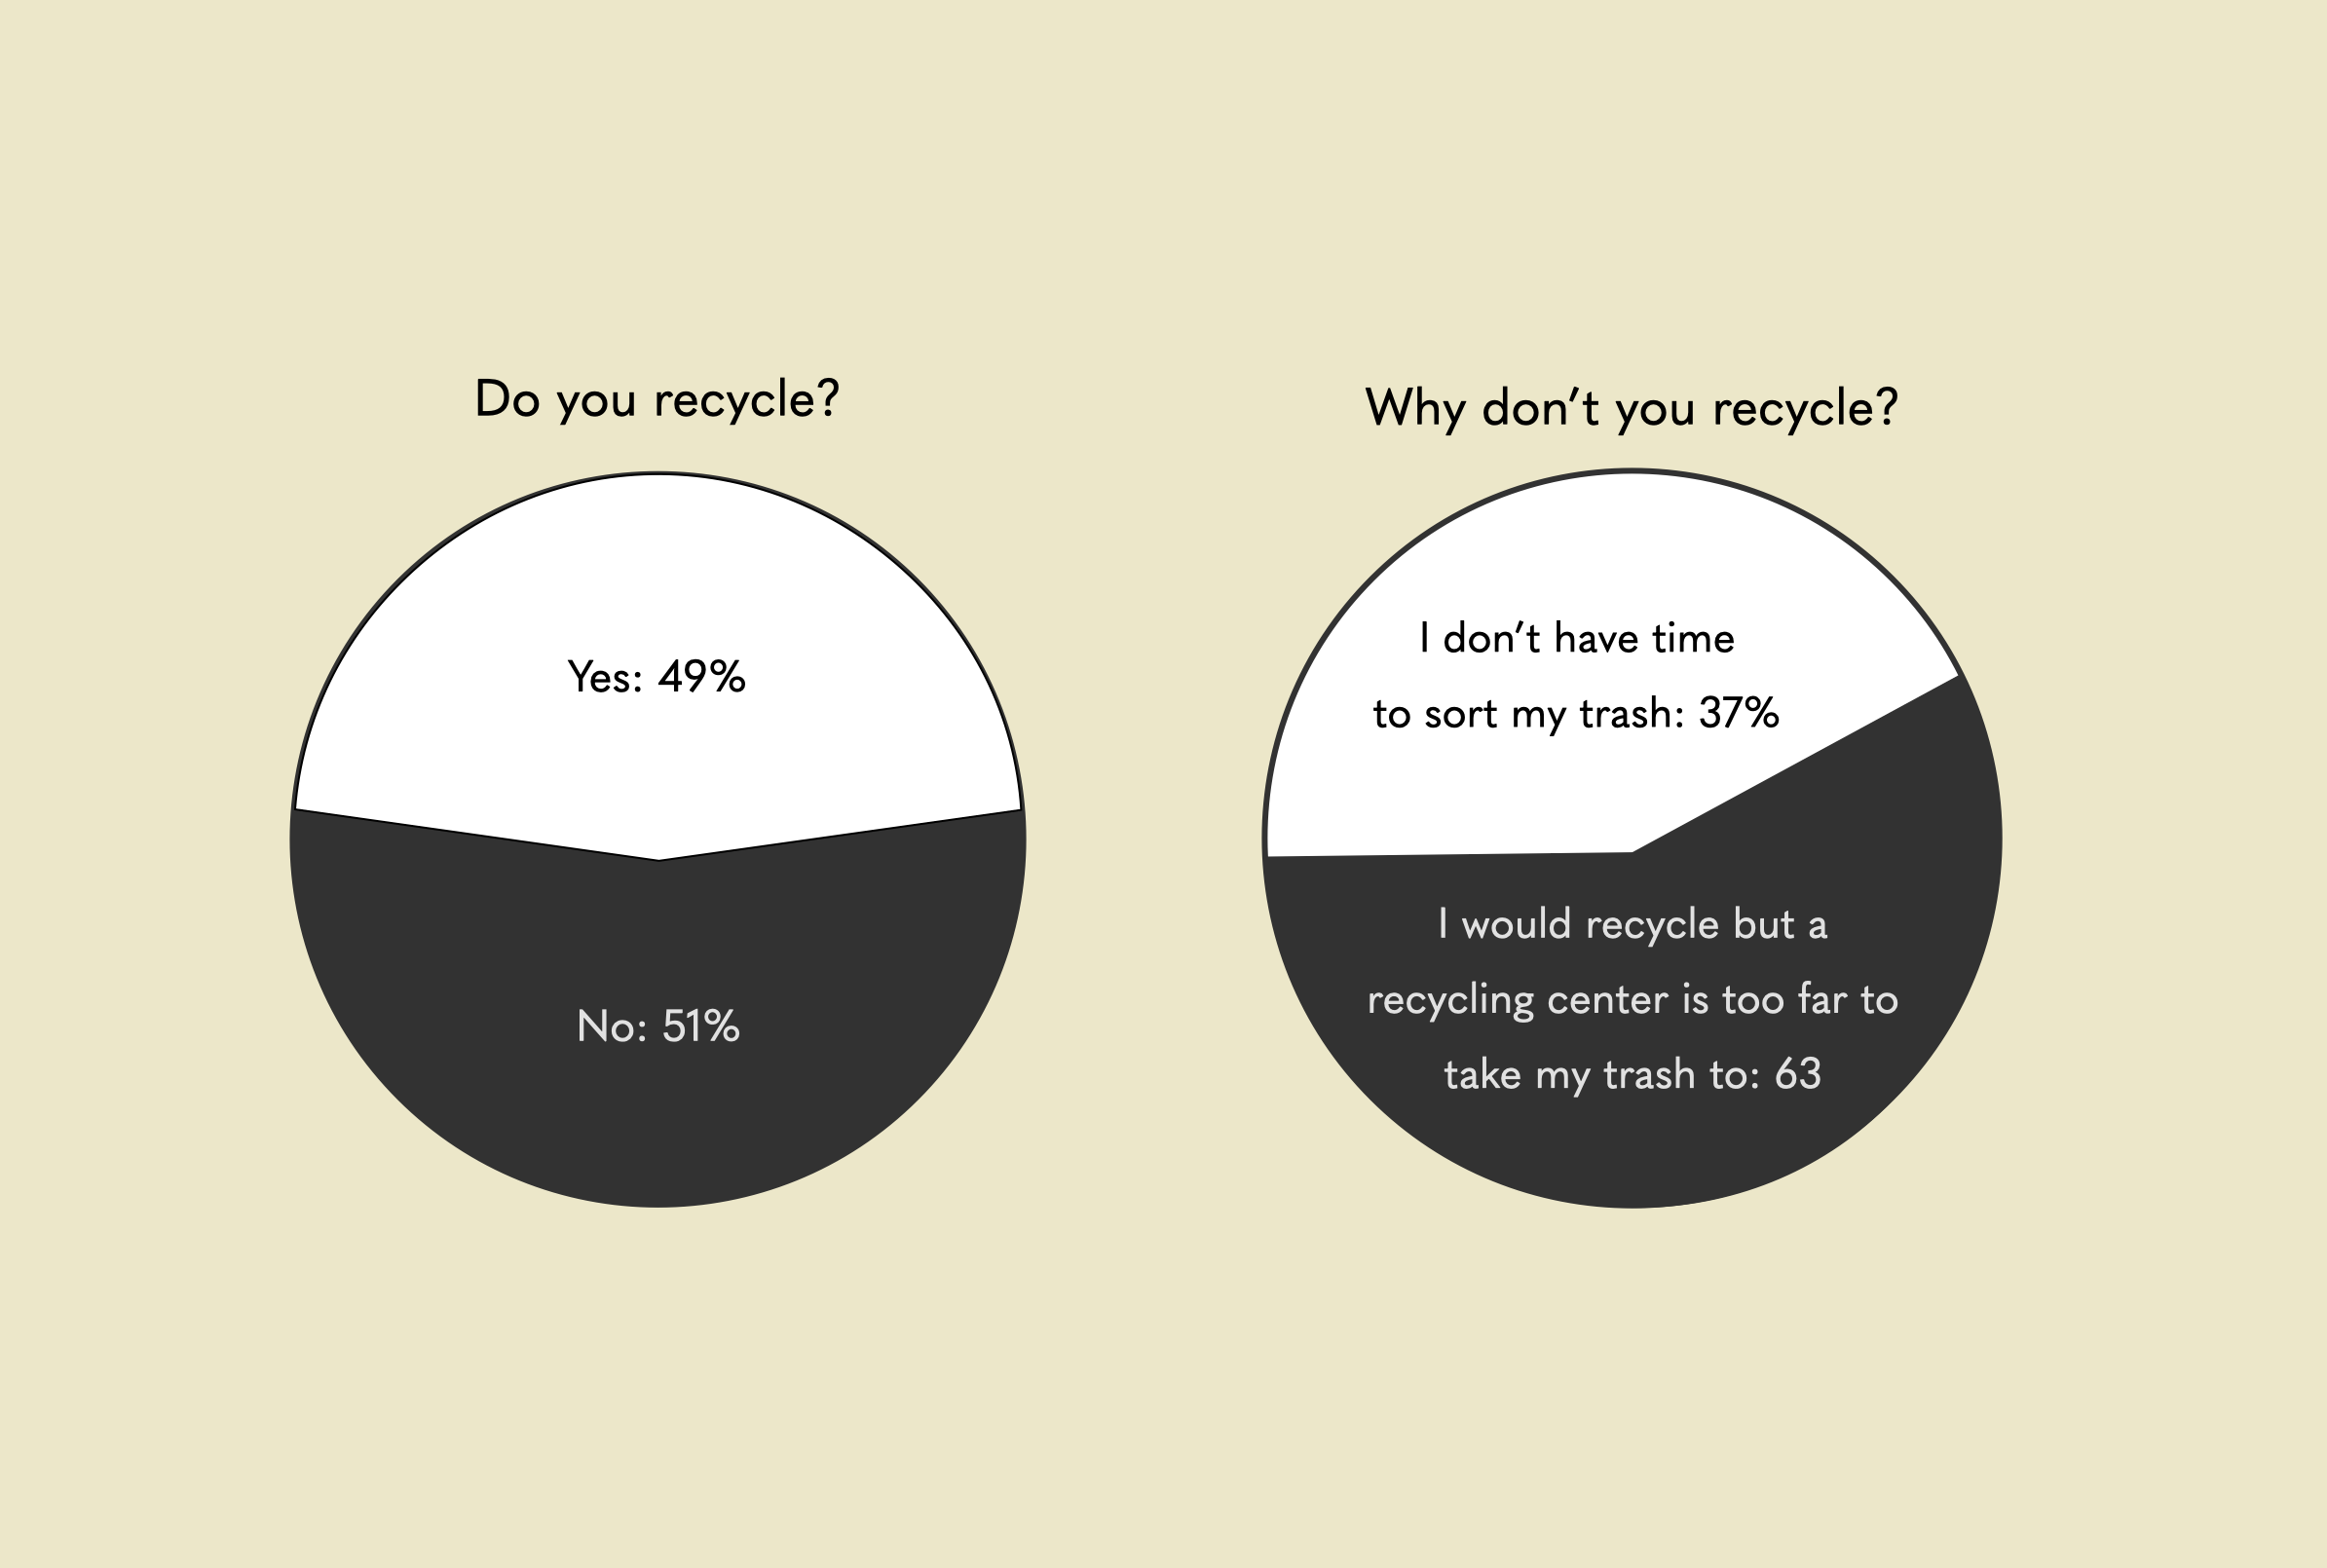 Do you recycle?
Yes: 49%
No: 51%
Why don't you recycle?
I don't have time
to sort my trash: 37%
I would recycle but a
recycling center is too far to
take my trash to: 63